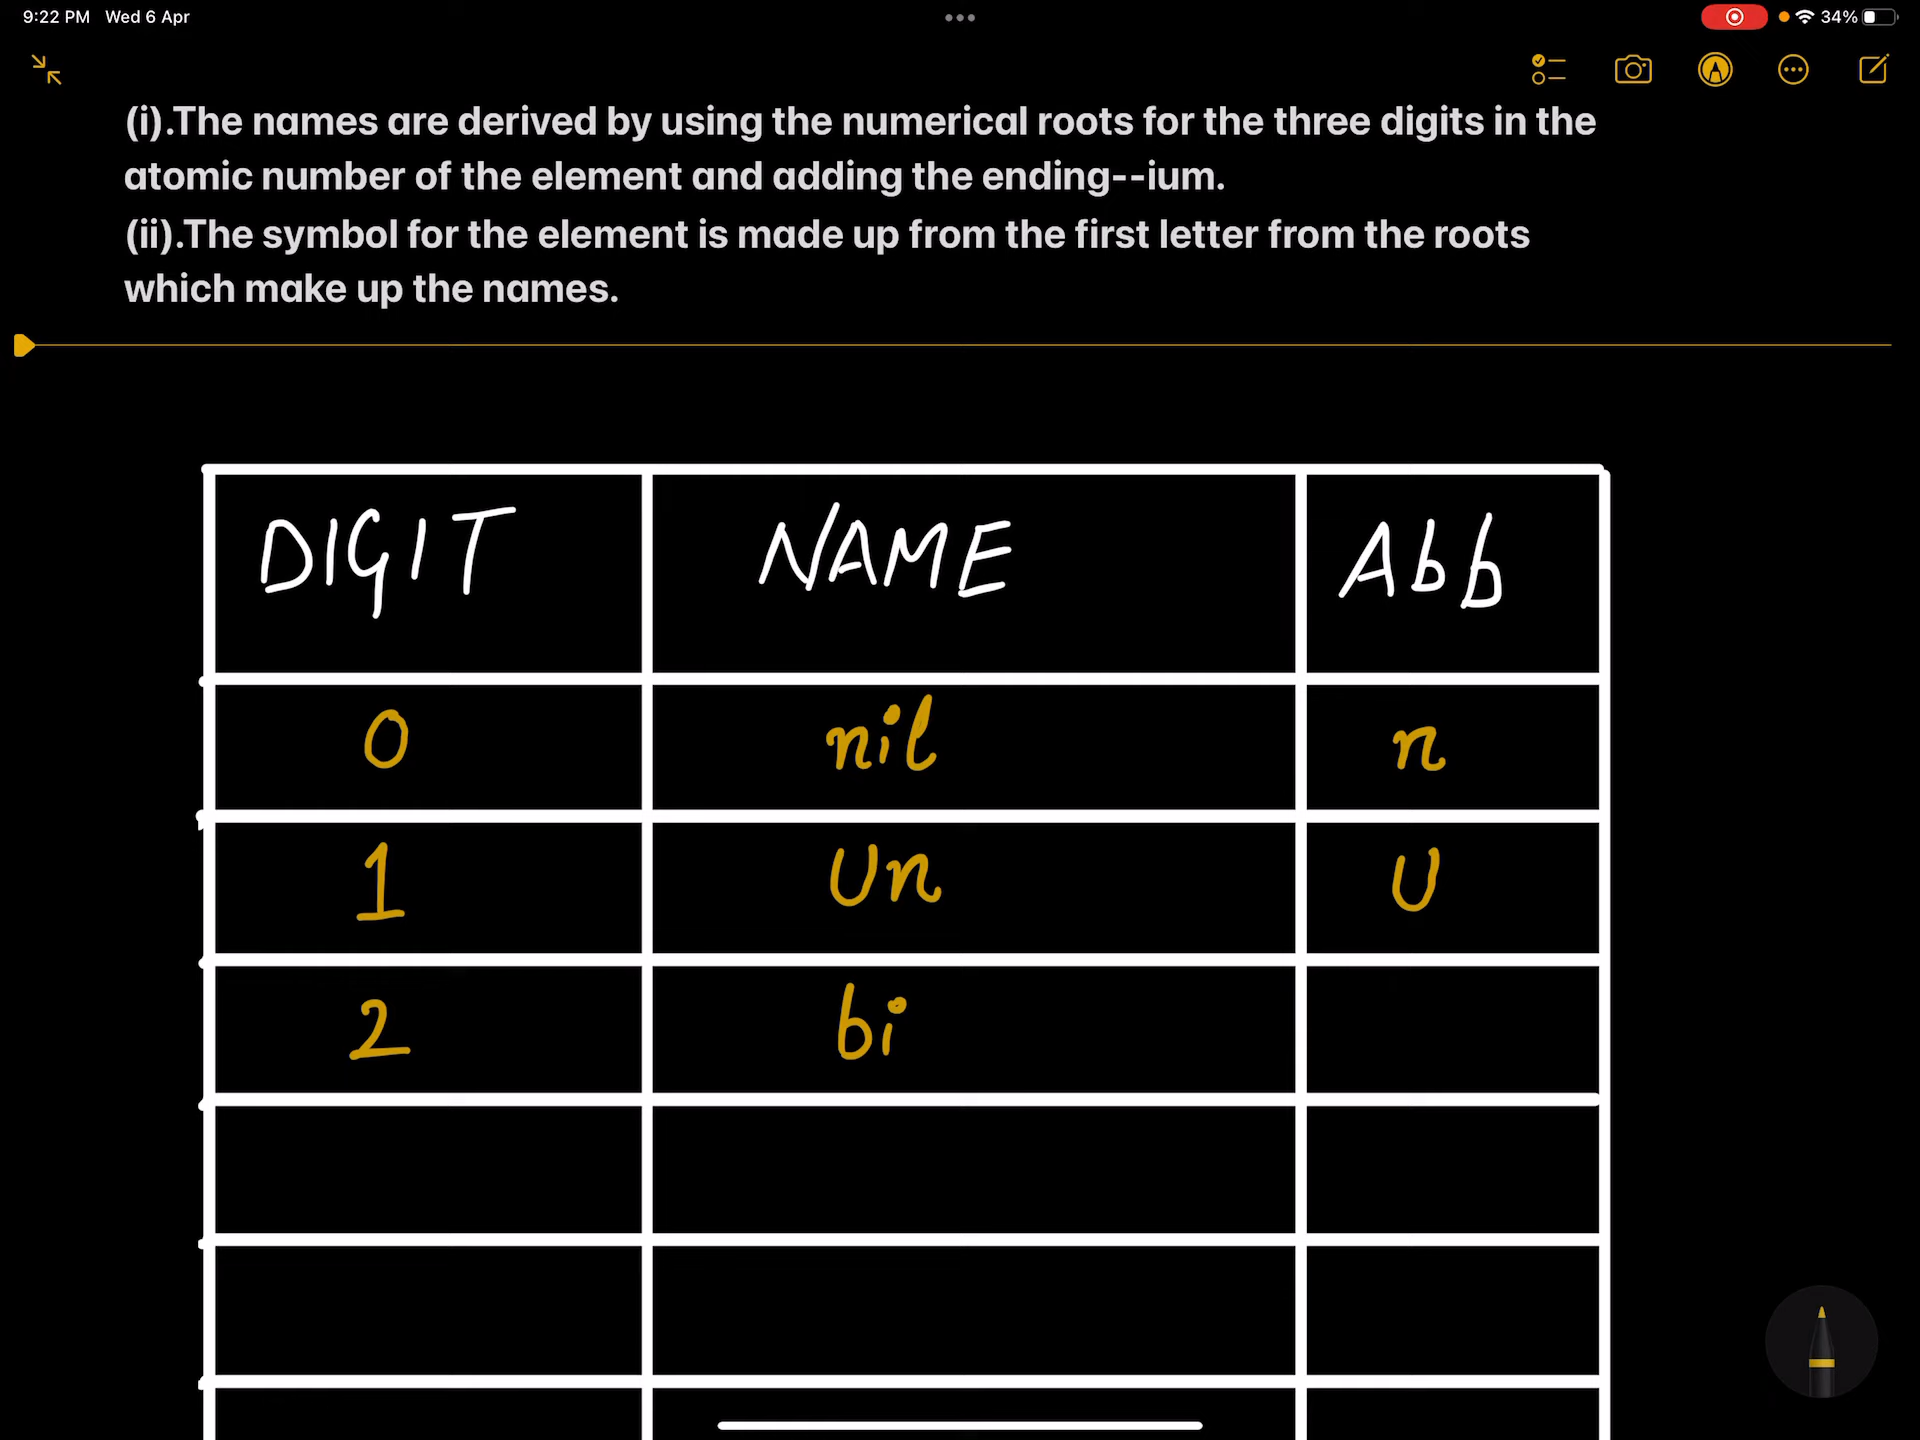 9:22 PM Wed 6 Apr
34%
(i).The names are derived by using the numerical roots for the three digits in the
atomic number of the element and adding the ending--ium.
(ii).The symbol for the element is made up from the first letter from the roots
which make up the names.
DIGIT NAME Abb
0 nil n
1 Un U
2 bi